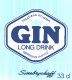 GIN
LONG DRINK
Sinebrychoff
33 cl